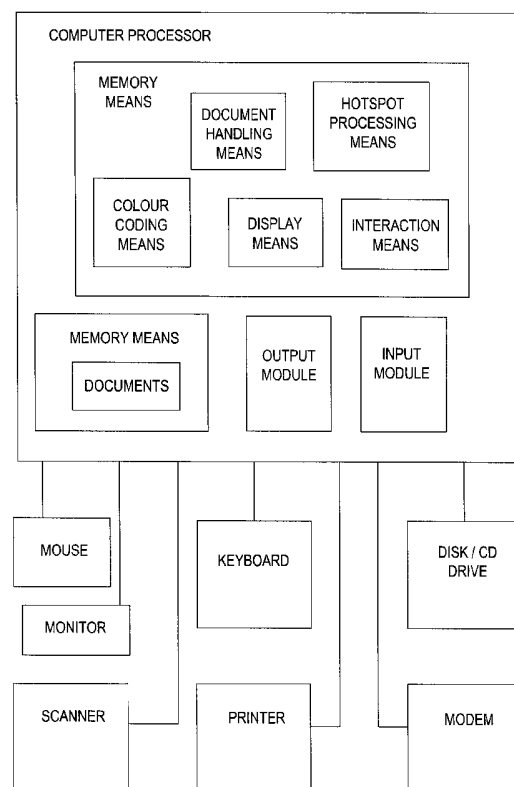 COMPUTER PROCESSOR
MEMORY
MEANS
DOCUMENT
HANDLING
MEANS
HOTSPOT
PROCESSING
MEANS
COLOUR
CODING
MEANS
DISPLAY
MEANS
INTERACTION
MEANS
MEMORY MEANS
DOCUMENTS
OUTPUT
MODULE
INPUT
MODULE
MOUSE
KEYBOARD
DISK / CD
DRIVE
MONITOR
SCANNER
PRINTER
MODEM